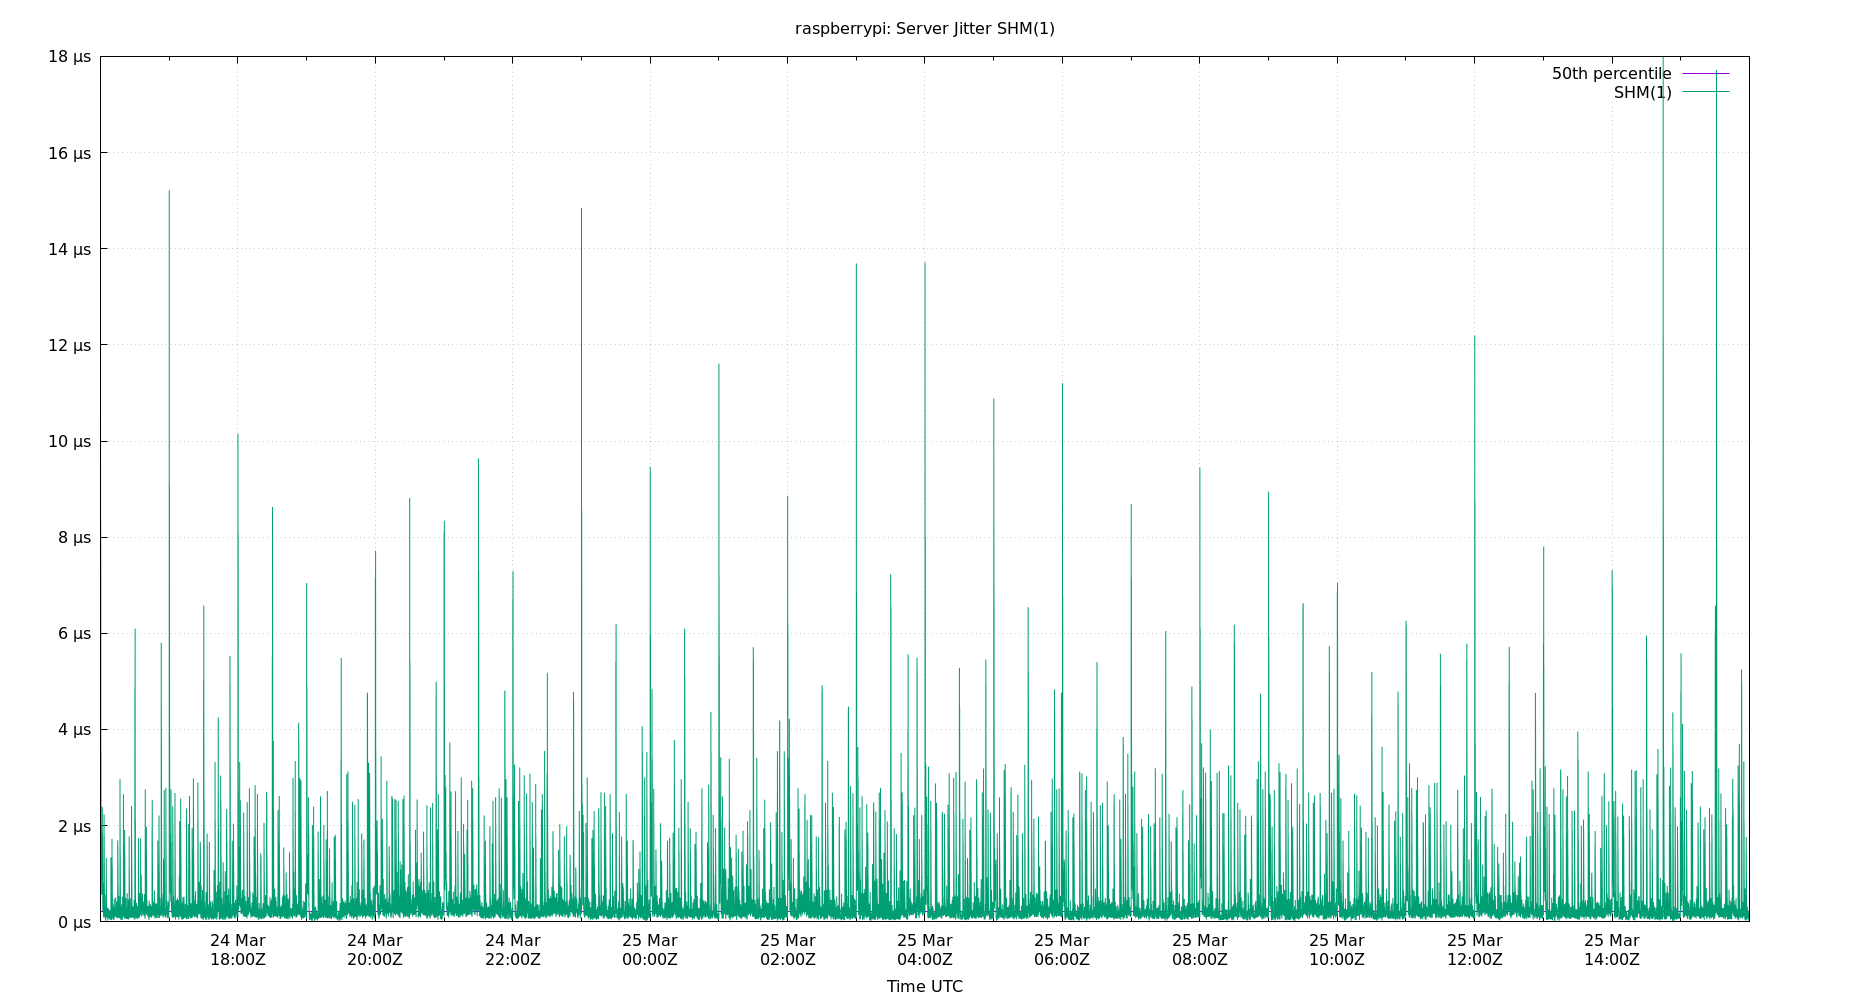 raspberrypi: Server Jitter SHM(1)
18 µs
50th percentile
SHM(1)
16 µs
14 µs
12 µs
10 µs
8 µs
6 µs
4 µs
2 µs
0 µs
24 Mar 24 Mar 24 Mar 25 Mar 25 Mar 25 Mar 25 Mar 25 Mar 25 Mar 25 Mar 25 Mar
18:00Z 20:00Z 22:00Z 00:00Z 02:00Z 04:00Z 06:00Z 08:00Z 10:00Z 12:00Z 14:00Z
Time UTC